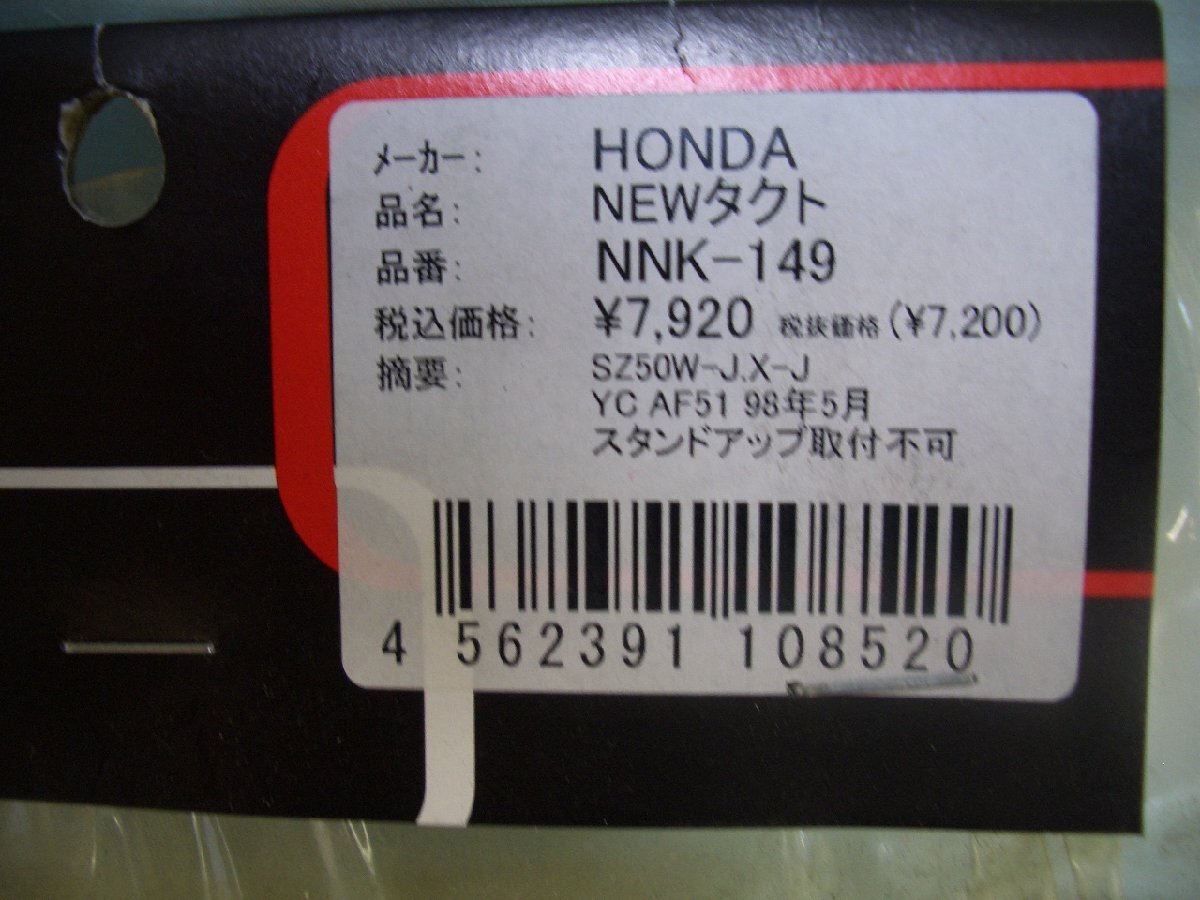 メーカー: HONDA
品名: NEWタクト
品番: NNK-149
税込価格: ¥7,920 税抜価格 (¥7,200)
摘要: SZ50W-J.X-J
YC AF51 98年5月
スタンドアップ取付不可
4 562391 108520